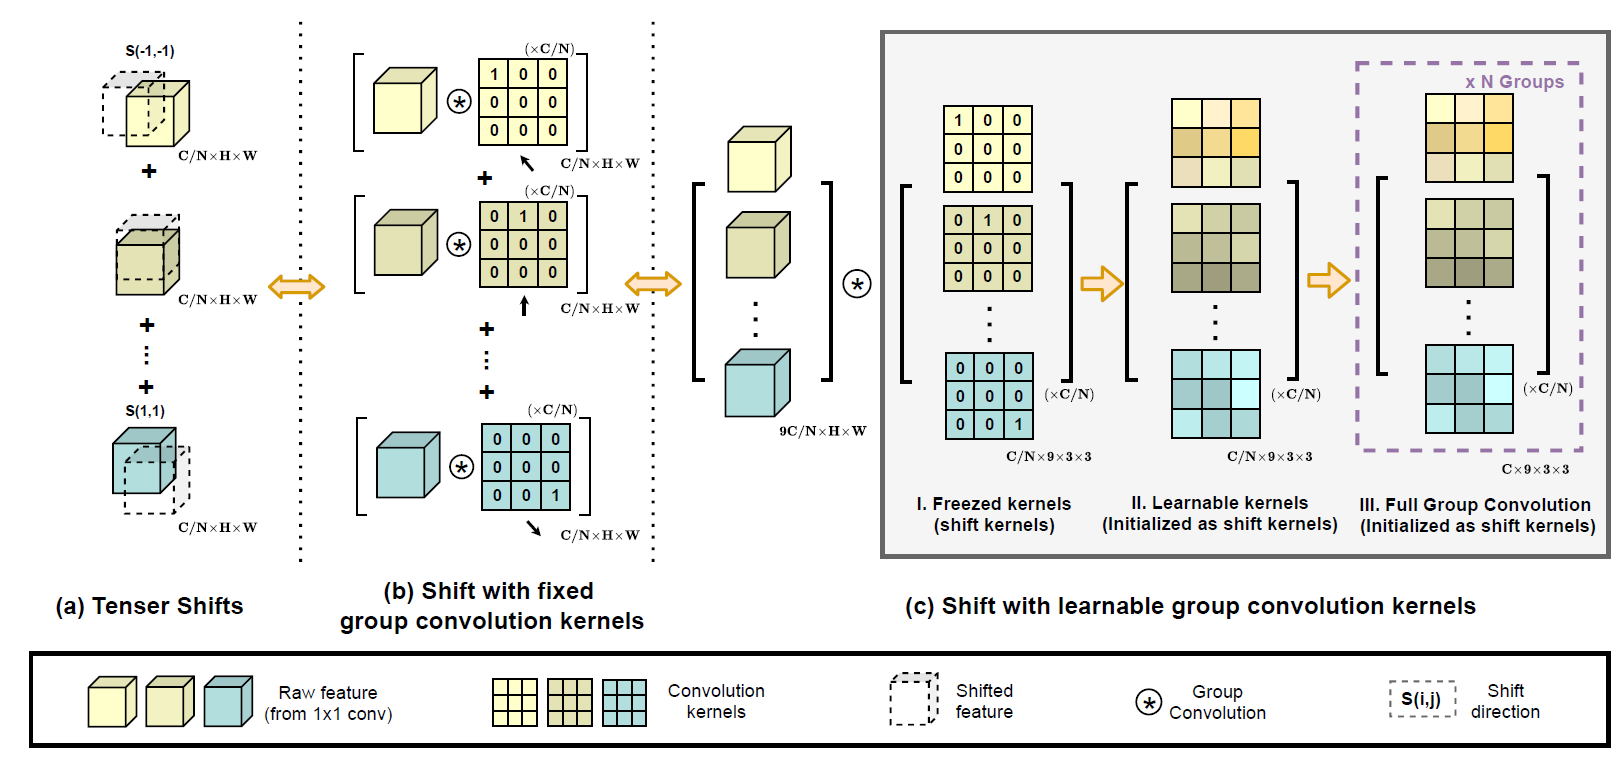 S(-1,-1)
C/N×H×W
+
C/N×H×W
+
+
S(1,1)
C/N×H×W
(a) Tenser Shifts
(×C/N)
1 0 0
0 0 0
0 0 0
C/N×H×W
+
(×C/N)
0 1 0
0 0 0
0 0 0
C/N×H×W
+
+
(×C/N)
0 0 0
0 0 0
0 0 1
C/N×H×W
(b) Shift with fixed
group convolution kernels
9C/N×H×W
1 0 0
0 0 0
0 0 0
0 1 0
0 0 0
0 0 0
0 0 0
0 0 0
0 0 1
(×C/N)
C/N×9×3×3
I. Freezed kernels
(shift kernels)
(×C/N)
C/N×9×3×3
II. Learnable kernels
(Initialized as shift kernels)
x N Groups
(×C/N)
C×9×3×3
III. Full Group Convolution
(Initialized as shift kernels)
(c) Shift with learnable group convolution kernels
Raw feature
(from 1x1 conv)
Convolution
kernels
Shifted
feature
Group
Convolution
S(i,j)
Shift
direction